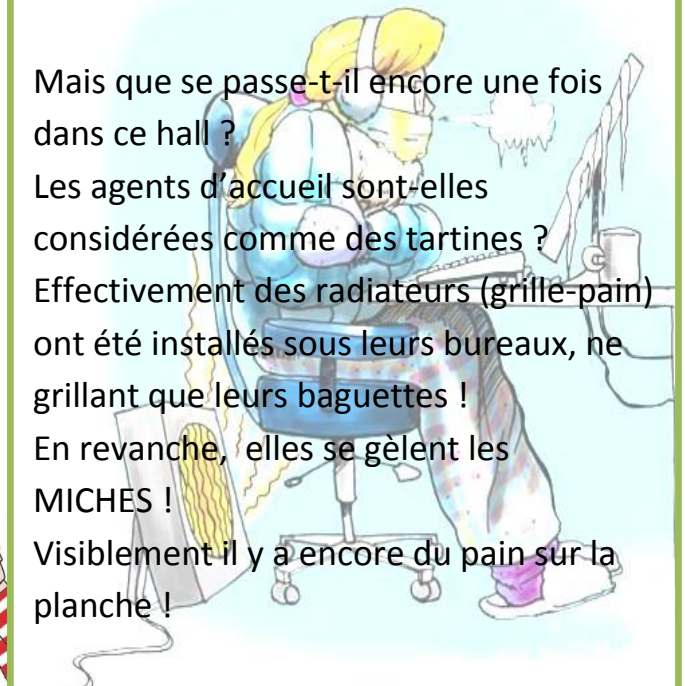 Mais que se passe-t-il encore une fois
dans ce hall ?
Les agents d’accueil sont-elles
considérées comme des tartines ?
Effectivement des radiateurs (grille-pain)
ont été installés sous leurs bureaux, ne
grillant que leurs baguettes !
En revanche,  elles se gèlent les
MICHES !
Visiblement il y a encore du pain sur la
planche !